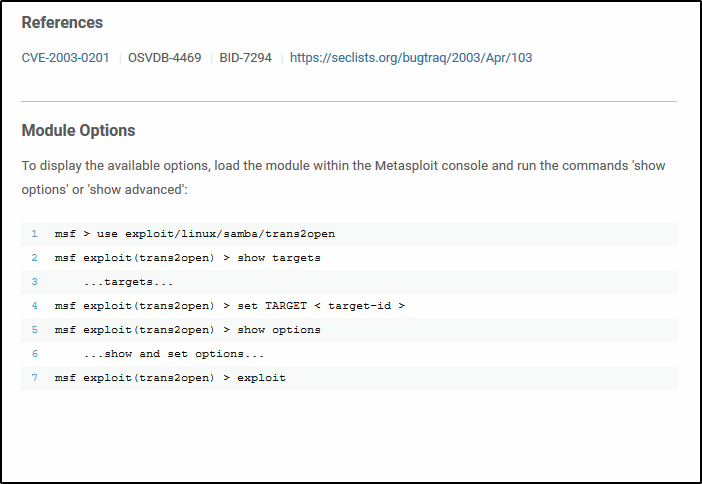 References
CVE-2003-0201 | OSVDB-4469 | BID-7294 | https://seclists.org/bugtraq/2003/Apr/103
Module Options
To display the available options, load the module within the Metasploit console and run the commands 'show
options' or 'show advanced':
1 msf > use exploit/linux/samba/trans2open
2 msf exploit(trans2open) > show targets
3 ...targets...
4 msf exploit(trans2open) > set TARGET < target-id >
5 msf exploit(trans2open) > show options
6 ...show and set options...
7 msf exploit(trans2open) > exploit